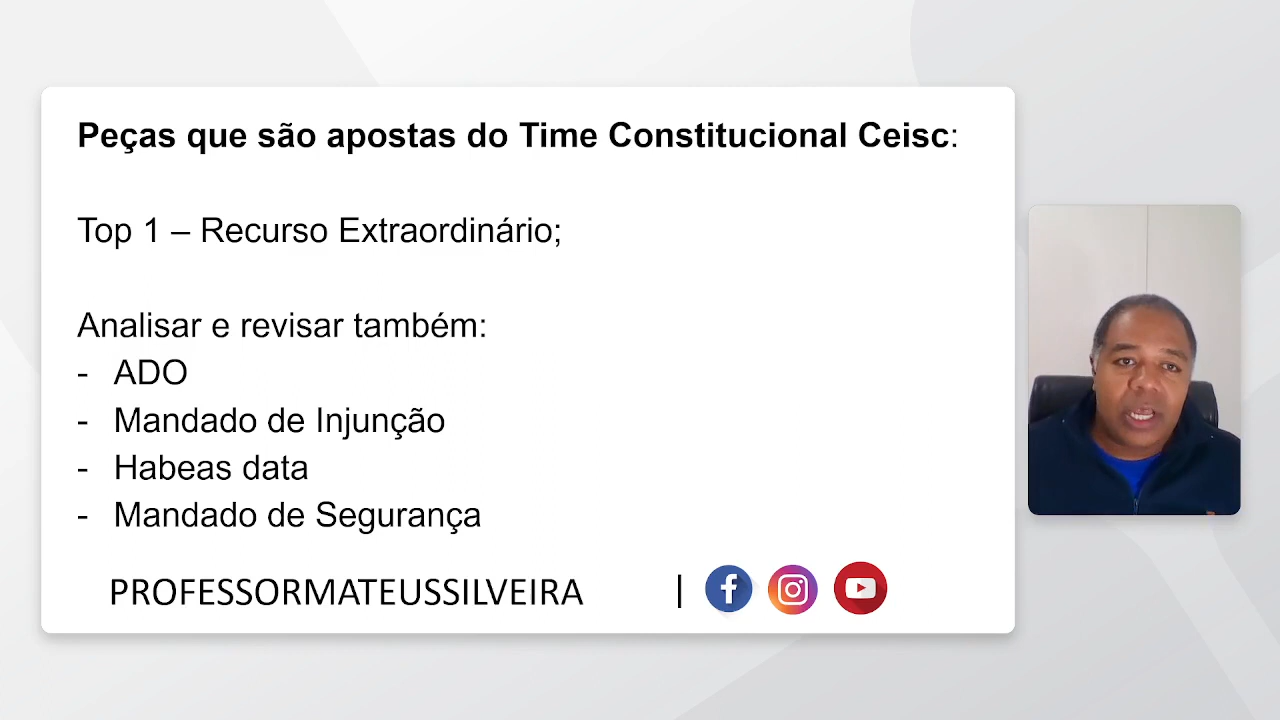 Peças que são apostas do Time Constitucional Ceisc:
Top 1 – Recurso Extraordinário;
Analisar e revisar também:
- ADO
- Mandado de Injunção
- Habeas data
- Mandado de Segurança
PROFESSORMATEUSSILVEIRA |